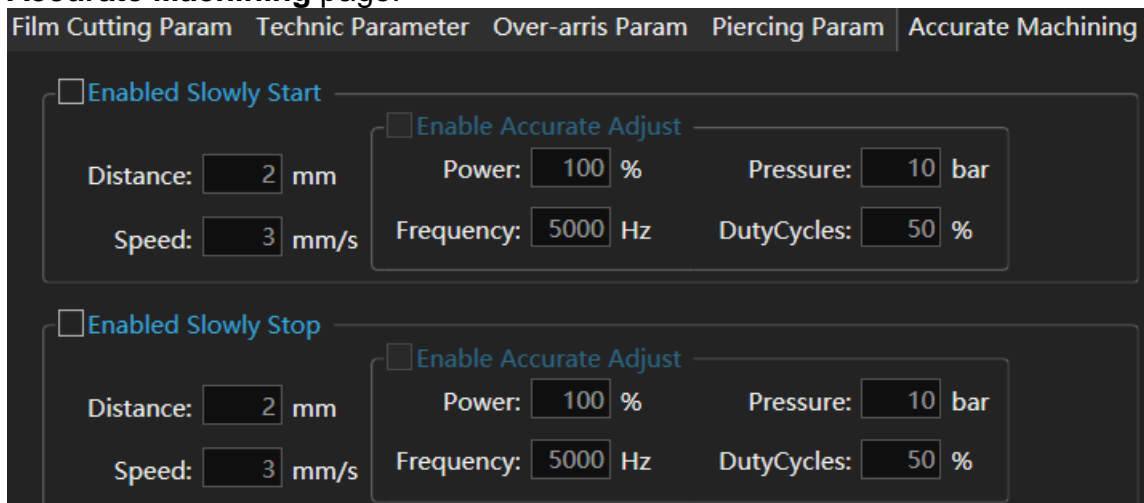 Accurate Machining page.
Film Cutting Param Technic Parameter Over-arris Param Piercing Param Accurate Machining
Enabled Slowly Start
Enable Accurate Adjust
Distance: 2 mm Power: 100 % Pressure: 10 bar
Speed: 3 mm/s Frequency: 5000 Hz DutyCycles: 50 %
Enabled Slowly Stop
Enable Accurate Adjust
Distance: 2 mm Power: 100 % Pressure: 10 bar
Speed: 3 mm/s Frequency: 5000 Hz DutyCycles: 50 %